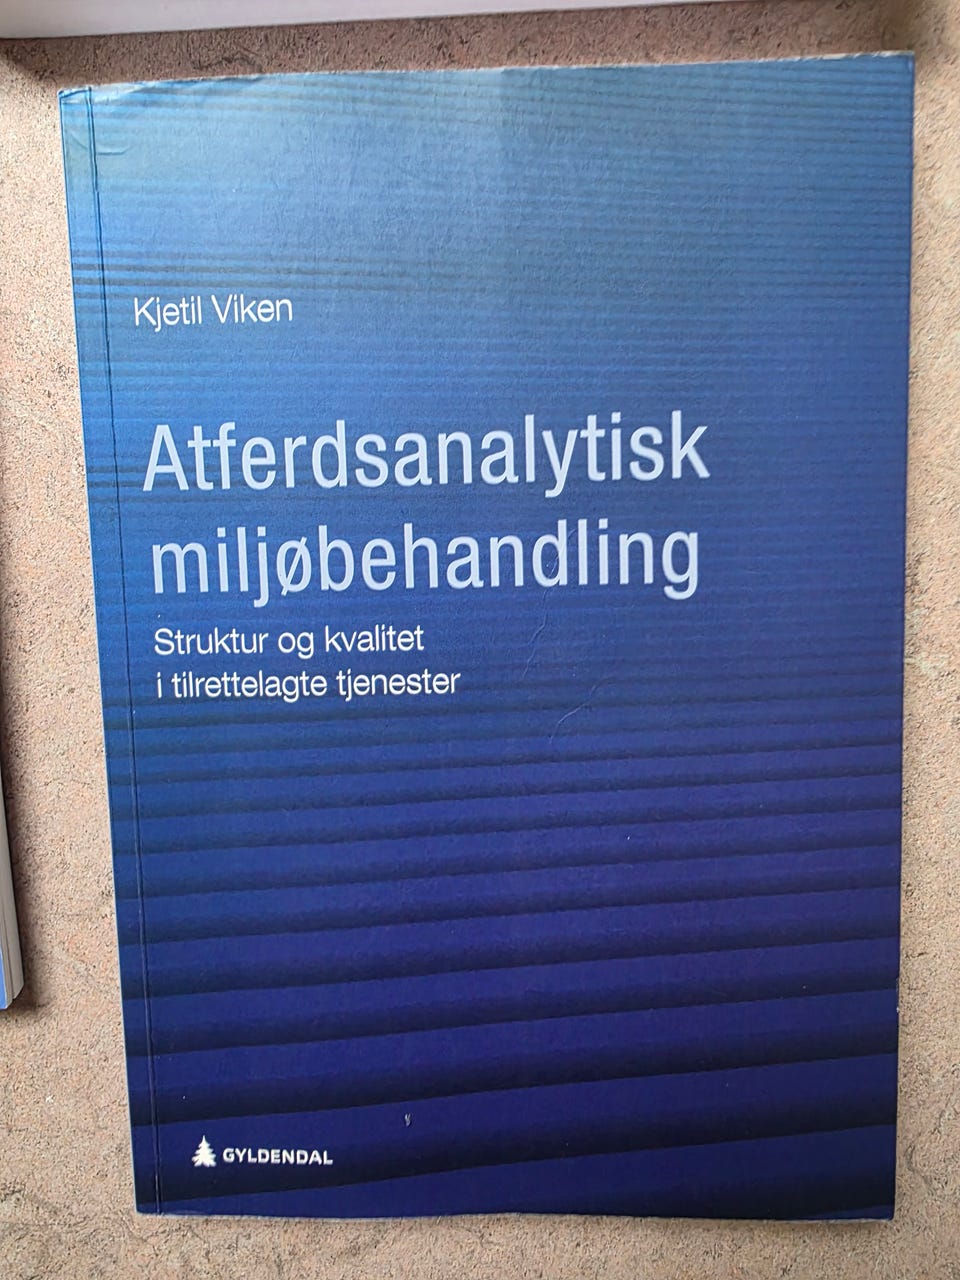 Kjetil Viken
Atferdsanalytisk
miljøbehandling
Struktur og kvalitet
i tilrettelagte tjenester
GYLDENDAL